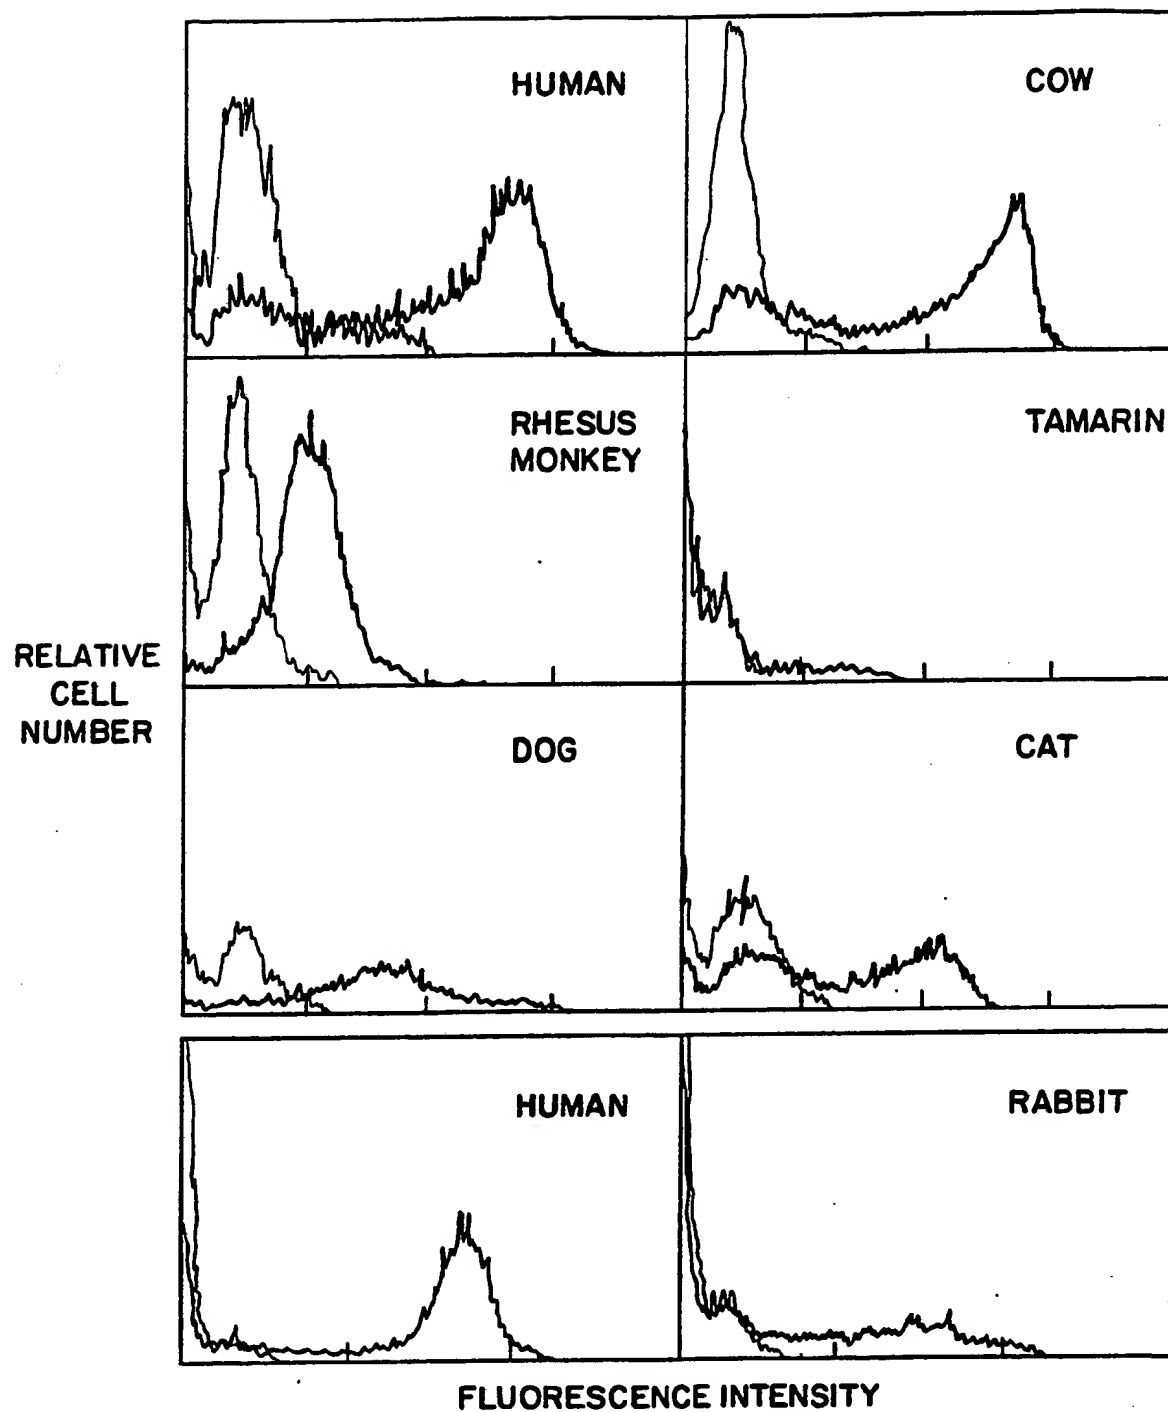 HUMAN
COW
RHESUS
MONKEY
TAMARIN
RELATIVE
CELL
NUMBER
DOG
CAT
HUMAN
RABBIT
FLUORESCENCE INTENSITY